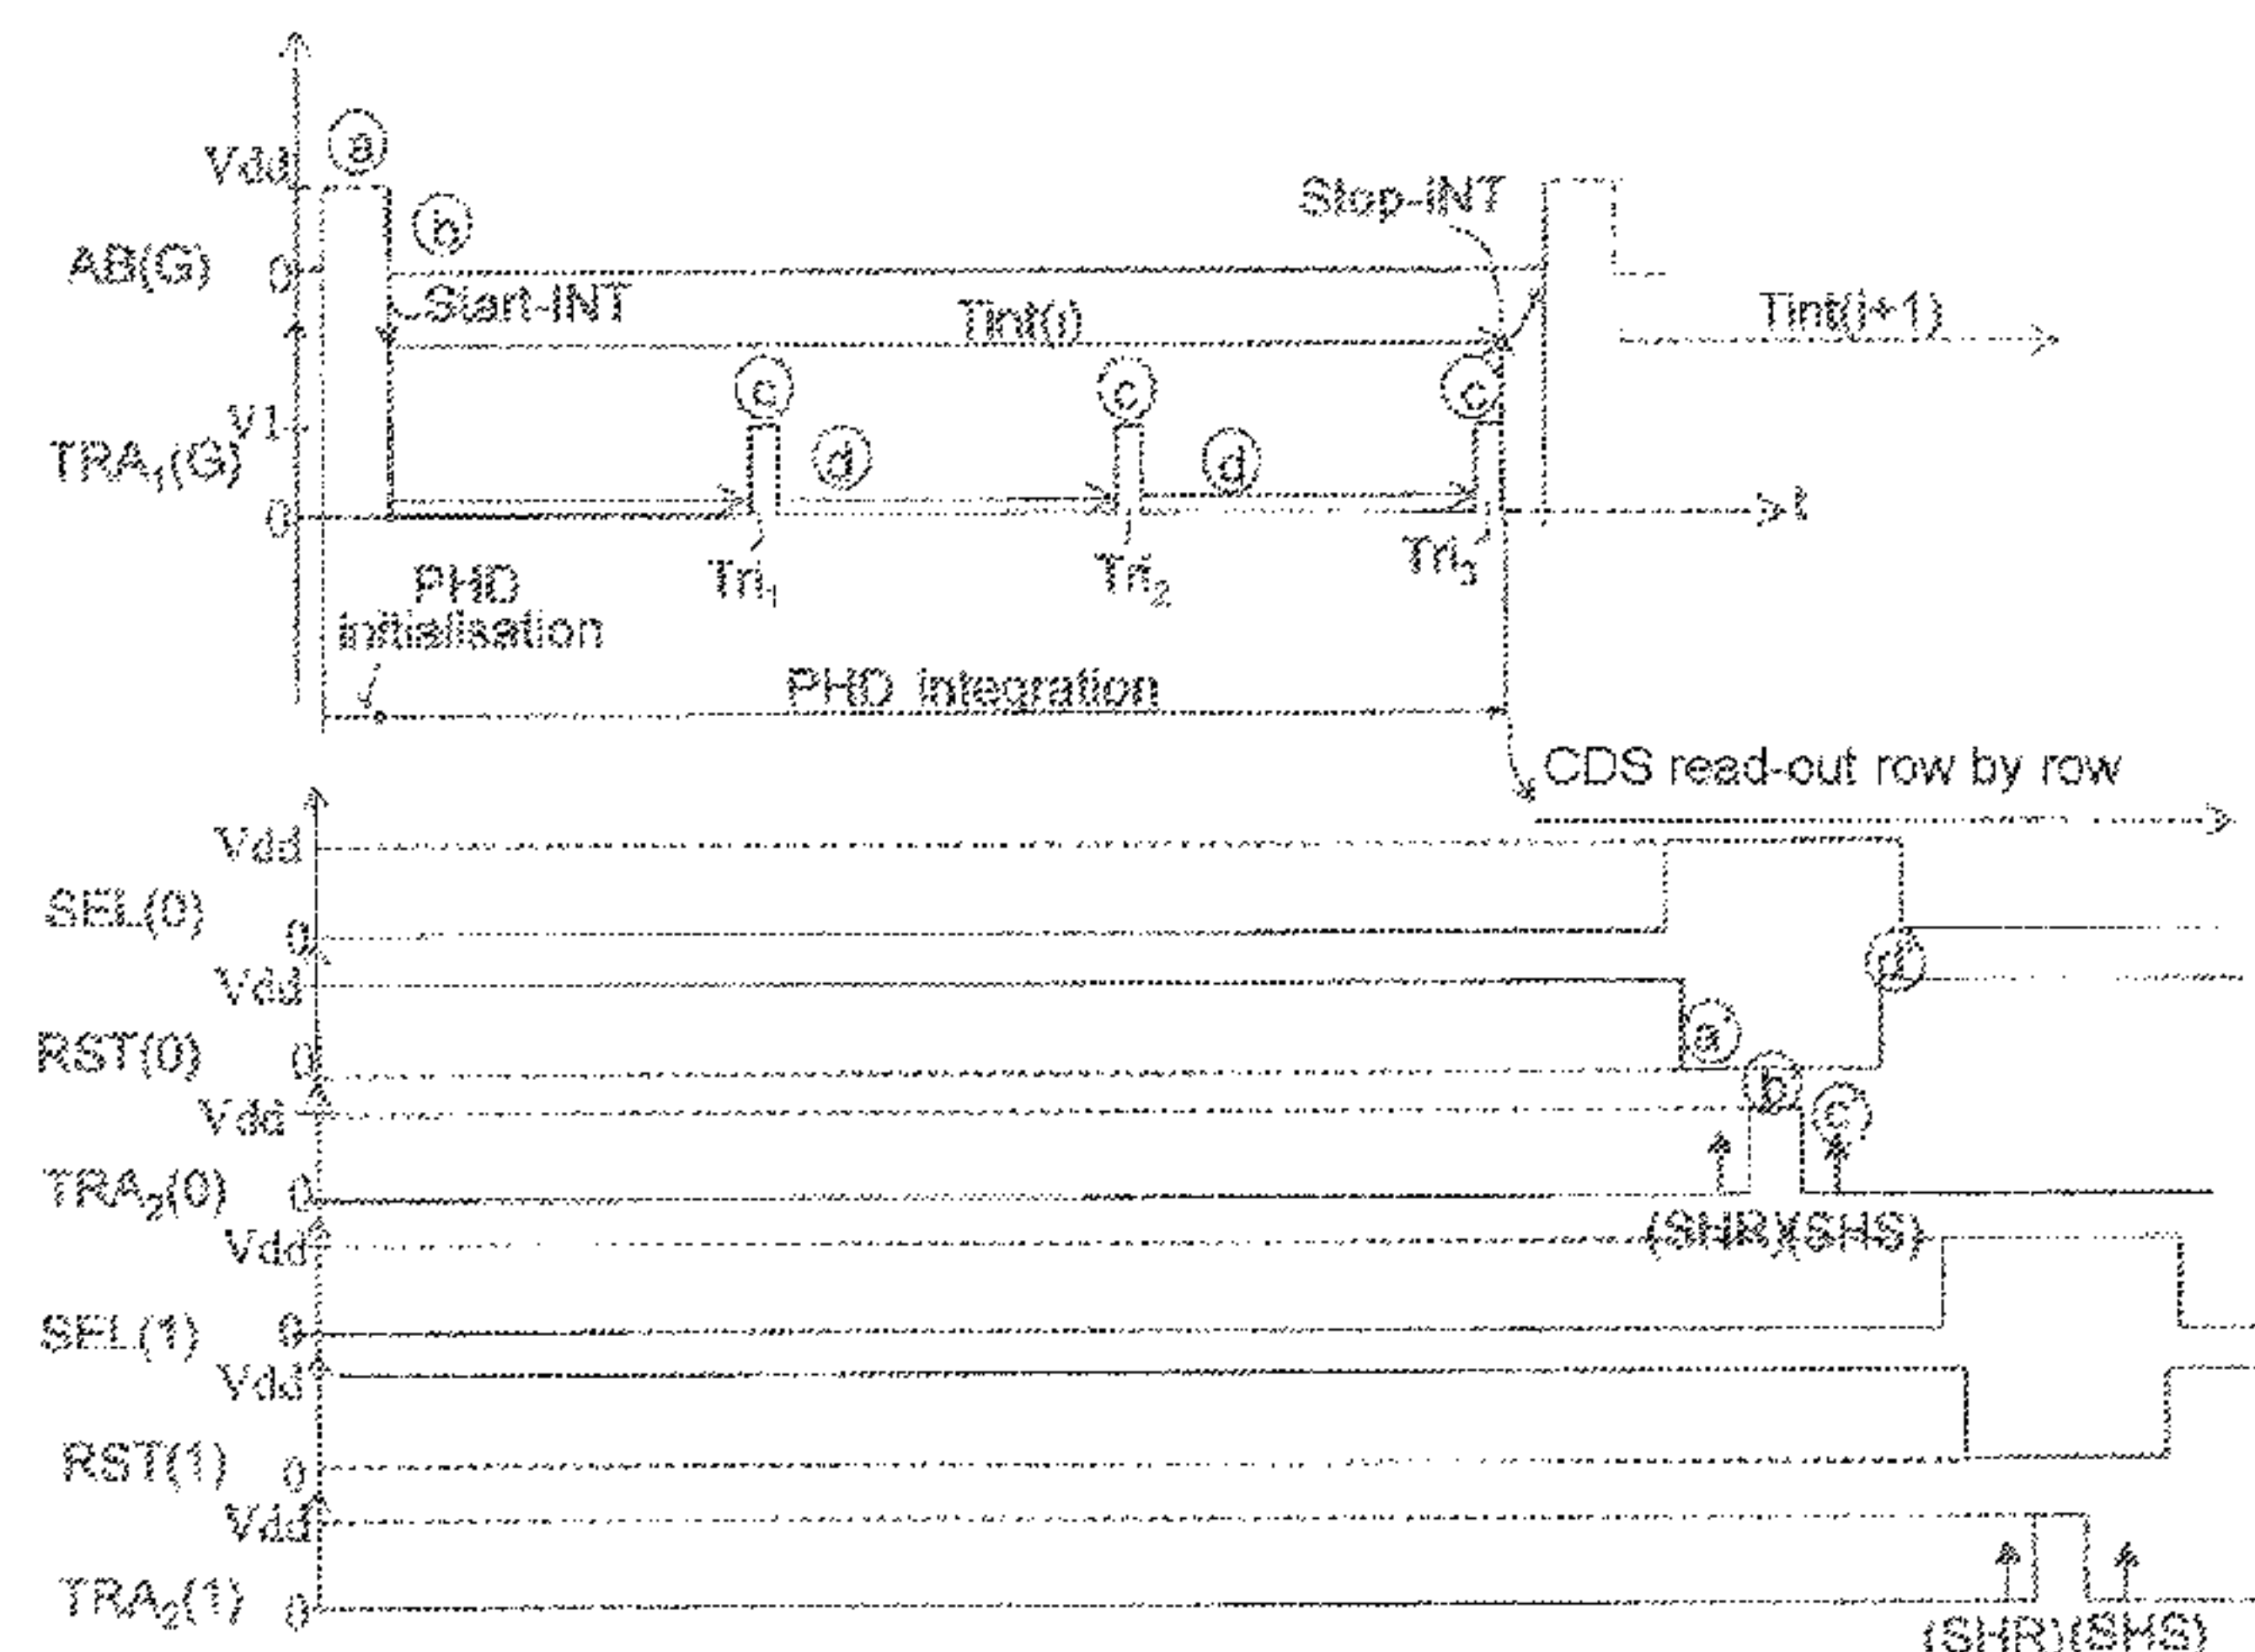 a
Vdd
b
Stop-INT
AB(G) 0
Start-INT
Tint(i)
Tint(i+1)
c c c
V1
TRA₁(G)
d d
0
t
Tri₁ Tri₂ Tri₃
PHD
initialisation
PHD integration
CDS read-out row by row
Vdd
SEL(0)
0
d
Vdd
a
RST(0) 0
b
Vdd
c
TRA₂(0) 0
(SHR)(SHS)
Vdd
SEL(1) 0
Vdd
RST(1) 0
Vdd
TRA₂(1) 0
(SHR)(SHS)